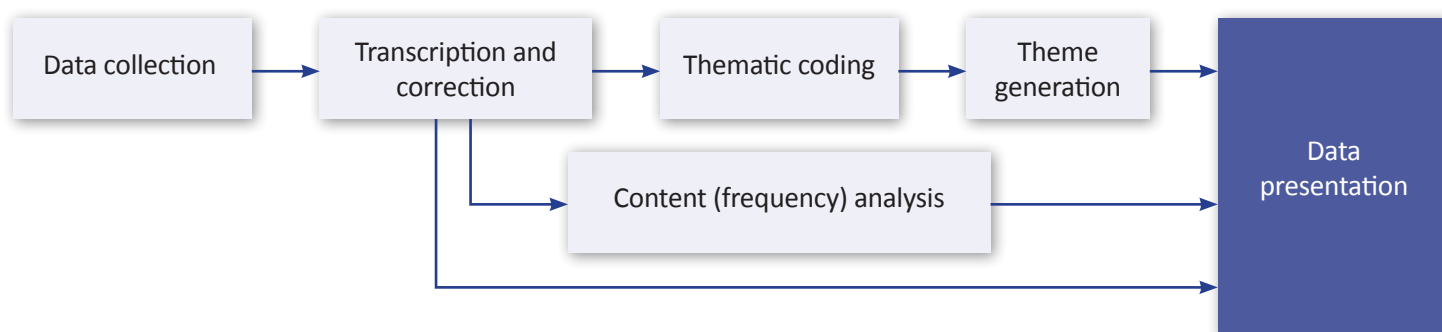 Data collection
Transcription and
correction
Thematic coding
Theme
generation
Content (frequency) analysis
Data
presentation